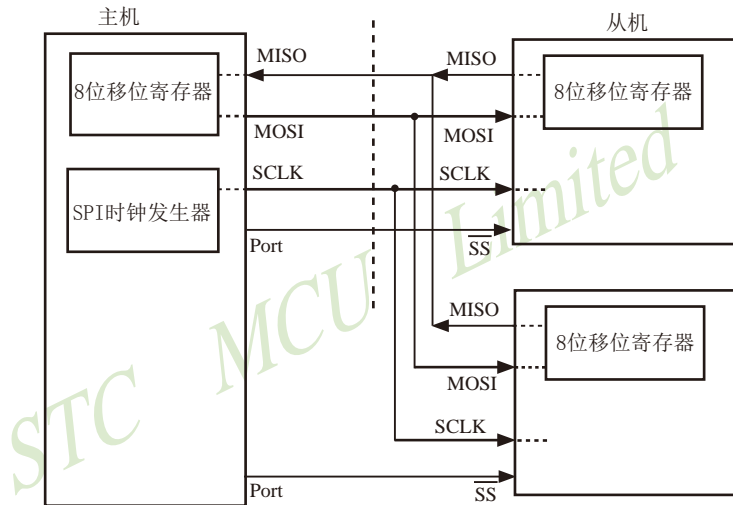 主机
从机
MISO
MISO
8位移位寄存器
8位移位寄存器
MOSI
MOSI
SCLK
SCLK
SPI时钟发生器
Port
SS
MISO
8位移位寄存器
MOSI
SCLK
Port
SS
STC MCU Limited